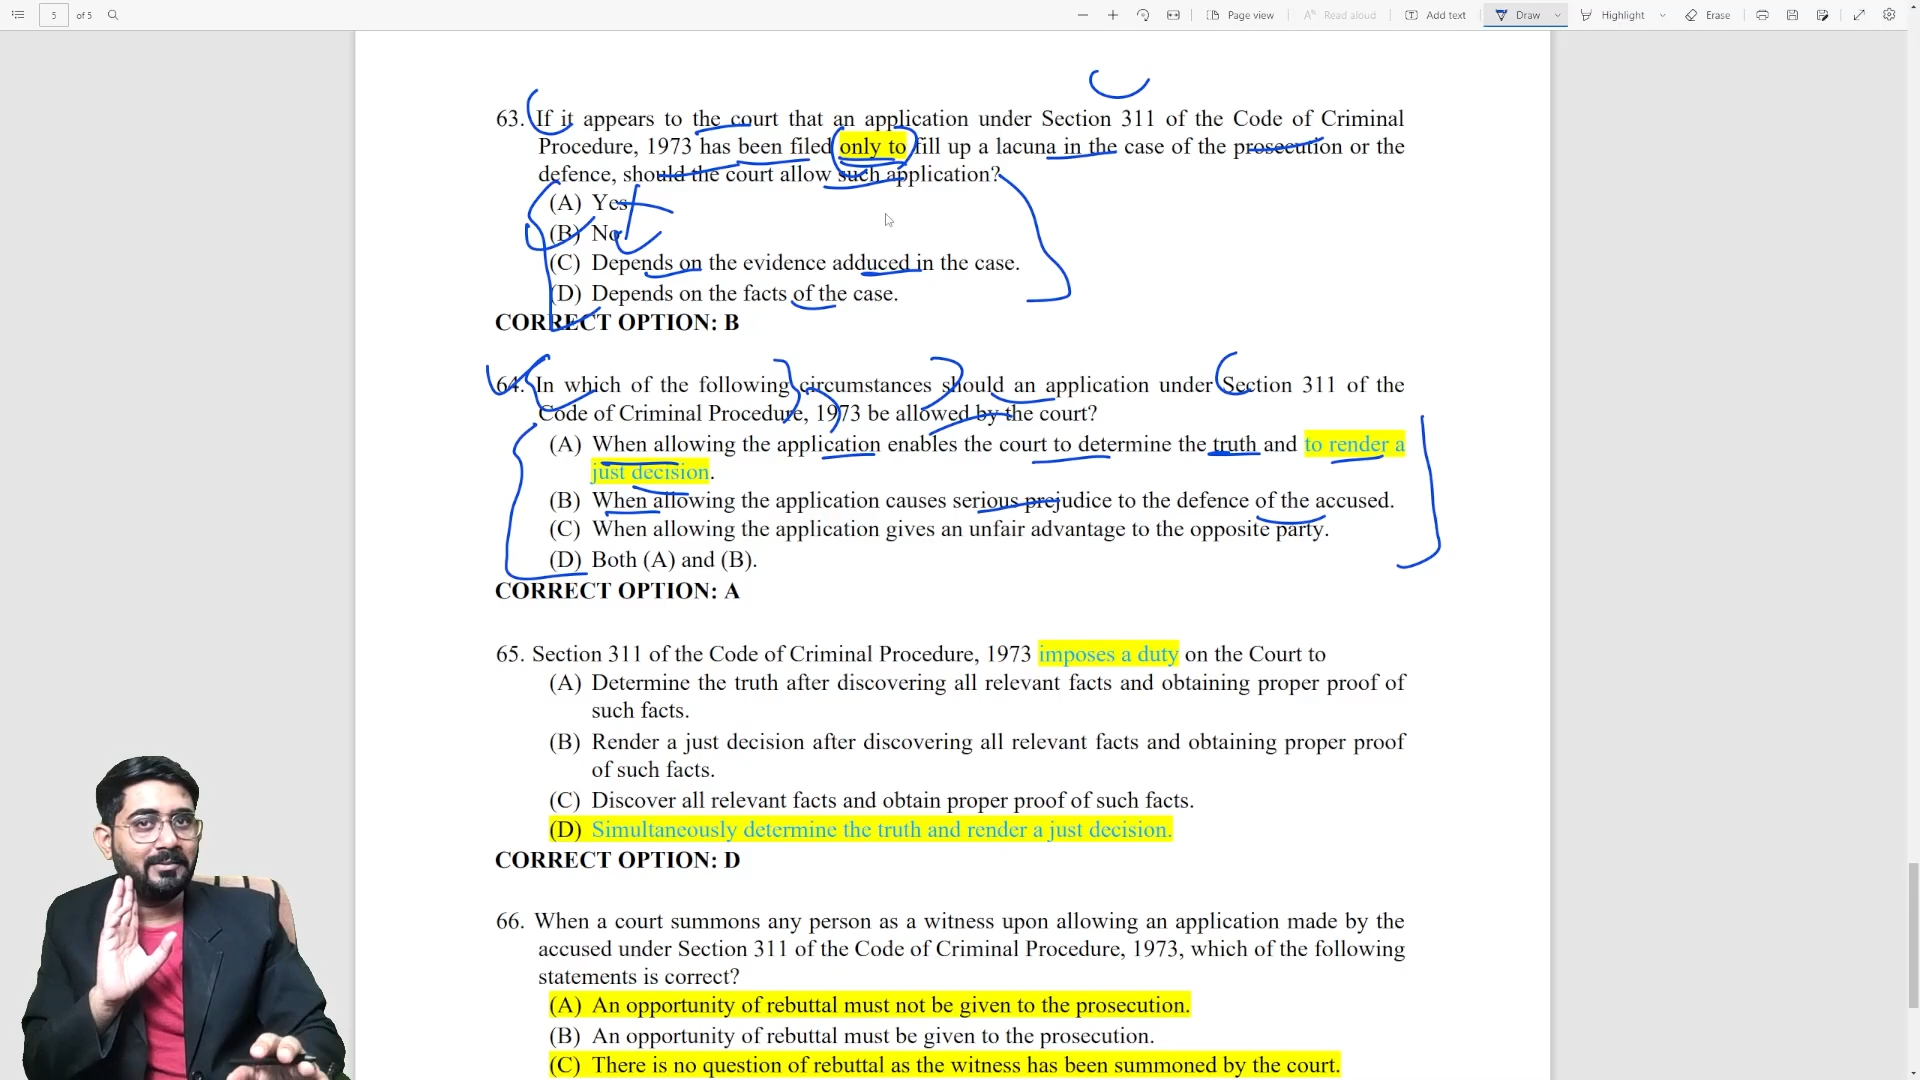 5 of 5
Page view
Read aloud
Add text
Draw
Highlight
Erase
63. If it appears to the court that an application under Section 311 of the Code of Criminal
Procedure, 1973 has been filed only to fill up a lacuna in the case of the prosecution or the
defence, should the court allow such application?
(A) Yes
(B) No
(C) Depends on the evidence adduced in the case.
(D) Depends on the facts of the case.
CORRECT OPTION: B
64. In which of the following circumstances should an application under Section 311 of the
Code of Criminal Procedure, 1973 be allowed by the court?
(A) When allowing the application enables the court to determine the truth and to render a
just decision.
(B) When allowing the application causes serious prejudice to the defence of the accused.
(C) When allowing the application gives an unfair advantage to the opposite party.
(D) Both (A) and (B).
CORRECT OPTION: A
65. Section 311 of the Code of Criminal Procedure, 1973 imposes a duty on the Court to
(A) Determine the truth after discovering all relevant facts and obtaining proper proof of
such facts.
(B) Render a just decision after discovering all relevant facts and obtaining proper proof
of such facts.
(C) Discover all relevant facts and obtain proper proof of such facts.
(D) Simultaneously determine the truth and render a just decision.
CORRECT OPTION: D
66. When a court summons any person as a witness upon allowing an application made by the
accused under Section 311 of the Code of Criminal Procedure, 1973, which of the following
statements is correct?
(A) An opportunity of rebuttal must not be given to the prosecution.
(B) An opportunity of rebuttal must be given to the prosecution.
(C) There is no question of rebuttal as the witness has been summoned by the court.